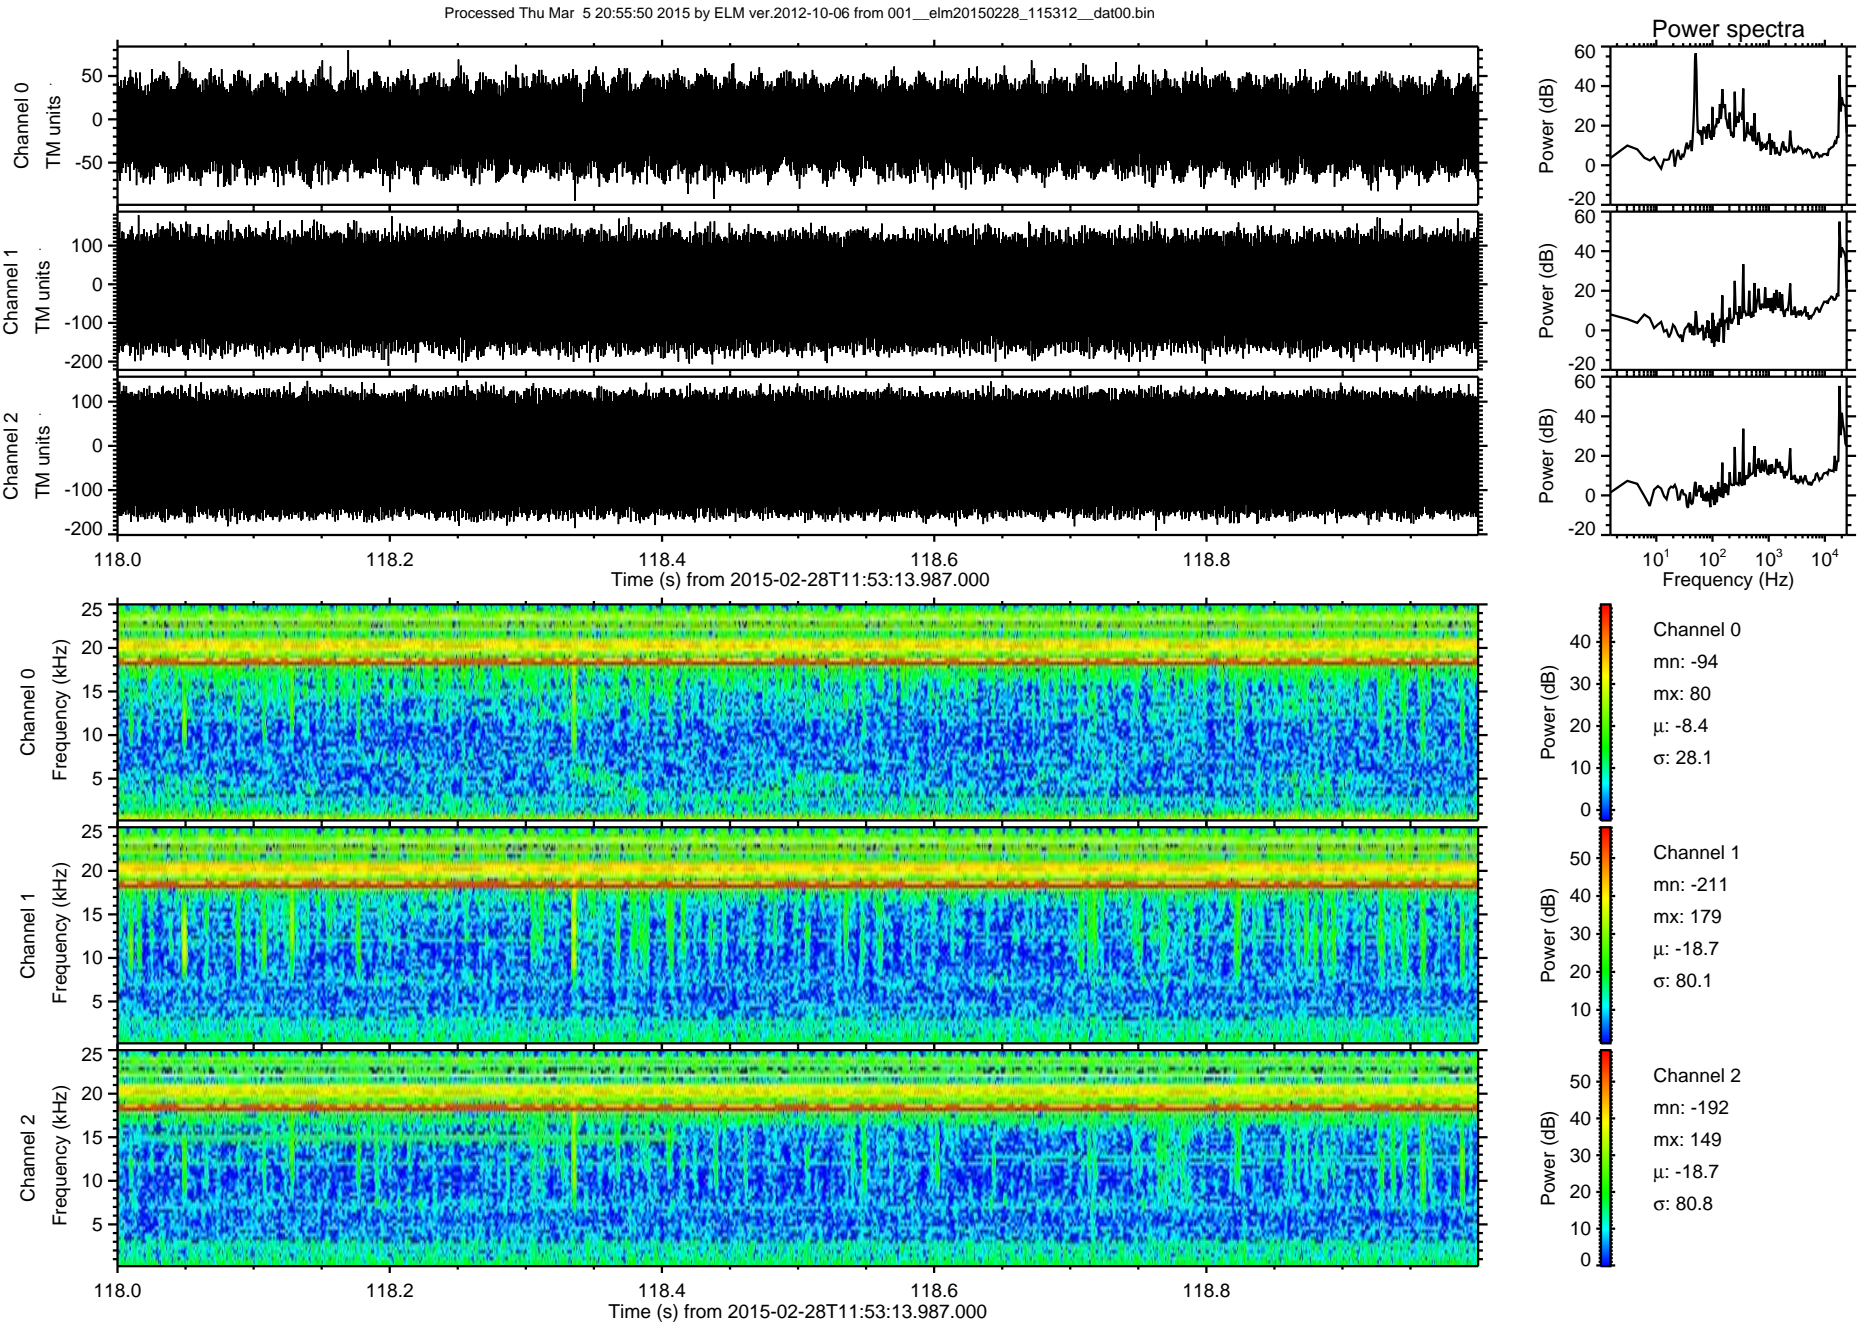 Processed Thu Mar  5 20:55:50 2015 by ELM ver.2012-10-06 from 001__elm20150228_115312__dat00.bin
Power spectra
Channel 0
TM units
50
0
-50
Power (dB)
60
40
20
0
-20
Channel 1
TM units
100
0
-100
-200
Power (dB)
60
40
20
0
-20
Channel 2
TM units
100
0
-100
-200
Power (dB)
60
40
20
0
-20
118.0 118.2 118.4 118.6 118.8
Time (s) from 2015-02-28T11:53:13.987.000
10^1 10^2 10^3 10^4
Frequency (Hz)
Channel 0
Frequency (kHz)
25
20
15
10
5
Power (dB)
40
30
20
10
0
Channel 0
mn: -94
mx: 80
μ: -8.4
σ: 28.1
Channel 1
Frequency (kHz)
25
20
15
10
5
Power (dB)
50
40
30
20
10
Channel 1
mn: -211
mx: 179
μ: -18.7
σ: 80.1
Channel 2
Frequency (kHz)
25
20
15
10
5
Power (dB)
50
40
30
20
10
0
Channel 2
mn: -192
mx: 149
μ: -18.7
σ: 80.8
118.0 118.2 118.4 118.6 118.8
Time (s) from 2015-02-28T11:53:13.987.000